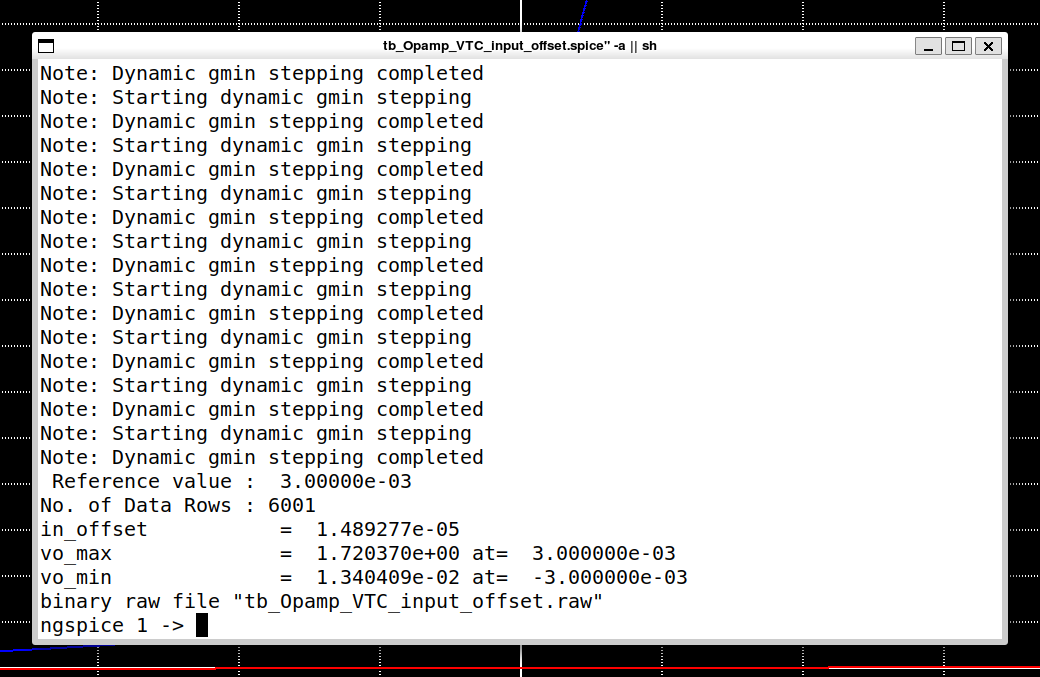 tb_Opamp_VTC_input_offset.spice" -a || sh
Note: Dynamic gmin stepping completed
Note: Starting dynamic gmin stepping
Note: Dynamic gmin stepping completed
Note: Starting dynamic gmin stepping
Note: Dynamic gmin stepping completed
Note: Starting dynamic gmin stepping
Note: Dynamic gmin stepping completed
Note: Starting dynamic gmin stepping
Note: Dynamic gmin stepping completed
Note: Starting dynamic gmin stepping
Note: Dynamic gmin stepping completed
Note: Starting dynamic gmin stepping
Note: Dynamic gmin stepping completed
Note: Starting dynamic gmin stepping
Note: Dynamic gmin stepping completed
Note: Starting dynamic gmin stepping
Note: Dynamic gmin stepping completed
 Reference value :  3.00000e-03
No. of Data Rows : 6001
in_offset           =  1.489277e-05
vo_max              =  1.720370e+00 at=  3.000000e-03
vo_min              =  1.340409e-02 at=  -3.000000e-03
binary raw file "tb_Opamp_VTC_input_offset.raw"
ngspice 1 ->